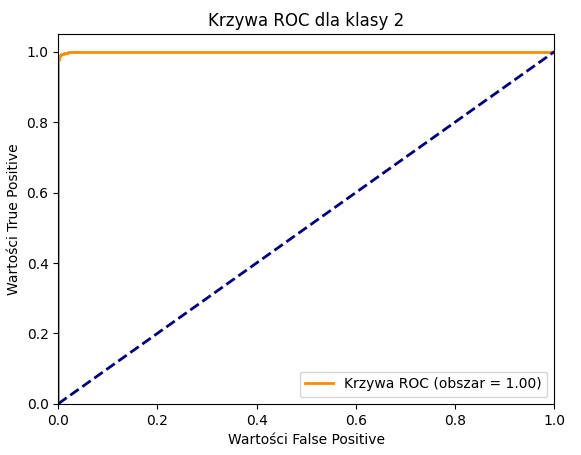 Krzywa ROC dla klasy 2
Wartości True Positive
1.0
0.8
0.6
0.4
0.2
0.0
Krzywa ROC (obszar = 1.00)
0.0 0.2 0.4 0.6 0.8 1.0
Wartości False Positive